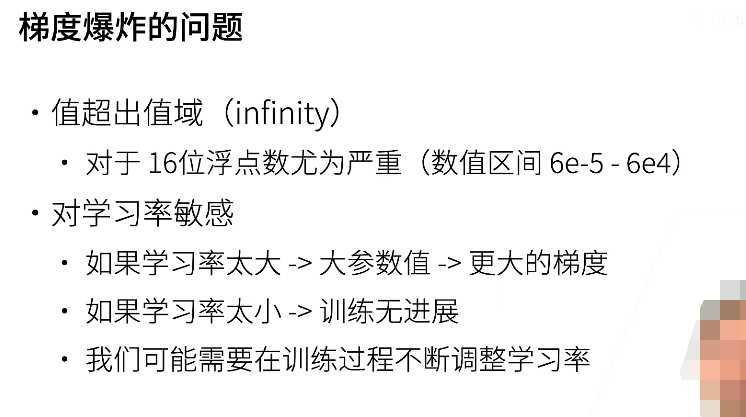 梯度爆炸的问题
• 值超出值域（infinity）
• 对于 16位浮点数尤为严重（数值区间 6e-5 - 6e4）
• 对学习率敏感
• 如果学习率太大 -> 大参数值 -> 更大的梯度
• 如果学习率太小 -> 训练无进展
• 我们可能需要在训练过程不断调整学习率